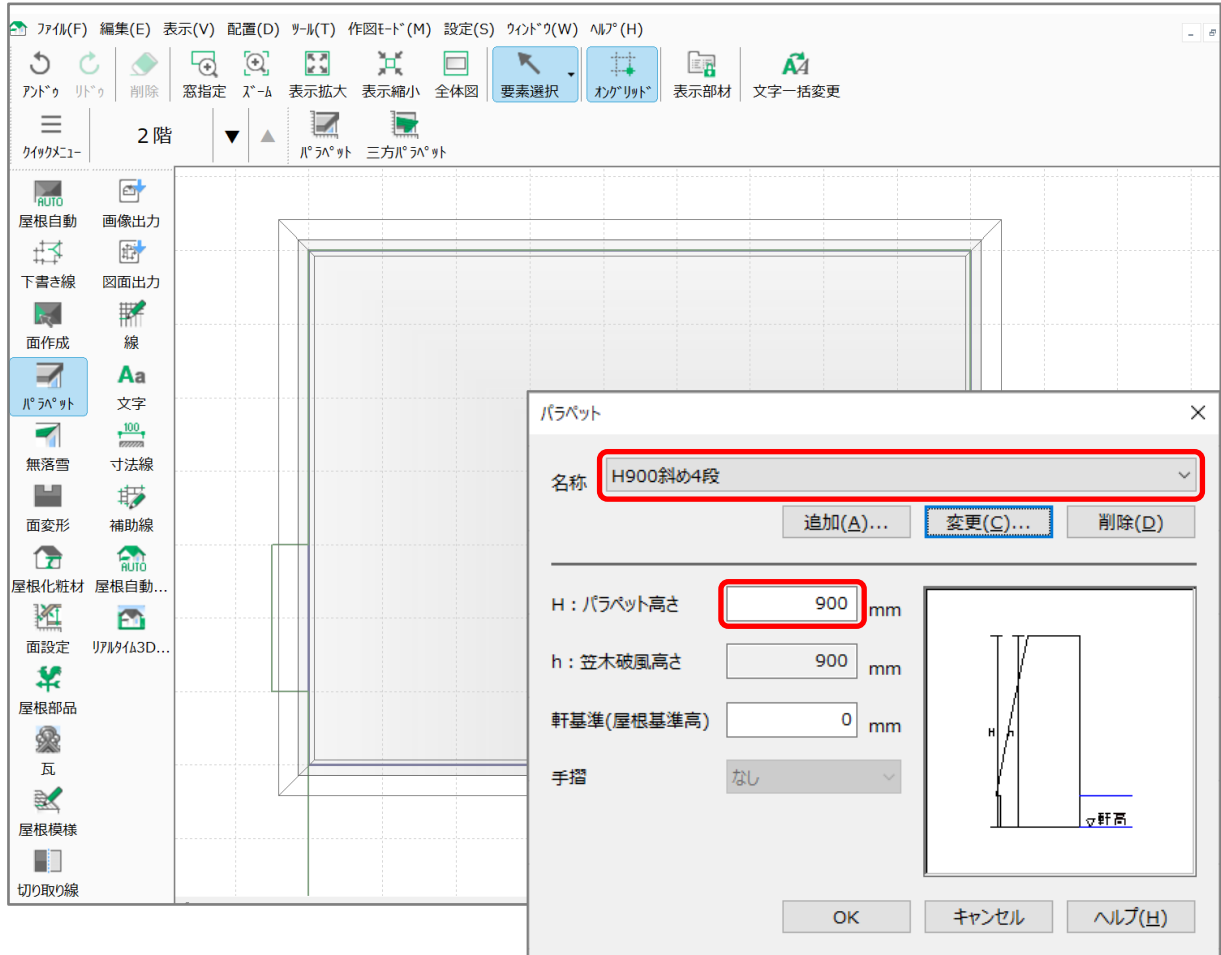 ﾌｧｲﾙ(F) 編集(E) 表示(V) 配置(D) ﾂｰﾙ(T) 作図ﾓｰﾄﾞ(M) 設定(S) ｳｨﾝﾄﾞｳ(W) ﾍﾙﾌﾟ(H)
ｱﾝﾄﾞｩ ﾘﾄﾞｩ 削除 窓指定 ｽﾞｰﾑ 表示拡大 表示縮小 全体図 要素選択 ｵﾝｸﾞﾘｯﾄﾞ 表示部材 文字一括変更
ｸｲｯｸﾒﾆｭｰ 2階 ▼ ▲ ﾊﾟﾗﾍﾟｯﾄ 三方ﾊﾟﾗﾍﾟｯﾄ
AUTO
屋根自動 画像出力
下書き線 図面出力
面作成 線
Aa
ﾊﾟﾗﾍﾟｯﾄ 文字
100
無落雪 寸法線
面変形 補助線
AUTO
屋根化粧材 屋根自動...
面設定 ﾘｱﾙﾀｲﾑ3D...
屋根部品
瓦
屋根模様
切り取り線
パラペット
名称 H900斜め4段
追加(A)... 変更(C)... 削除(D)
H：パラペット高さ 900 mm
h：笠木破風高さ 900 mm
軒基準(屋根基準高) 0 mm
手摺 なし
H h
▽軒高
OK キャンセル ヘルプ(H)